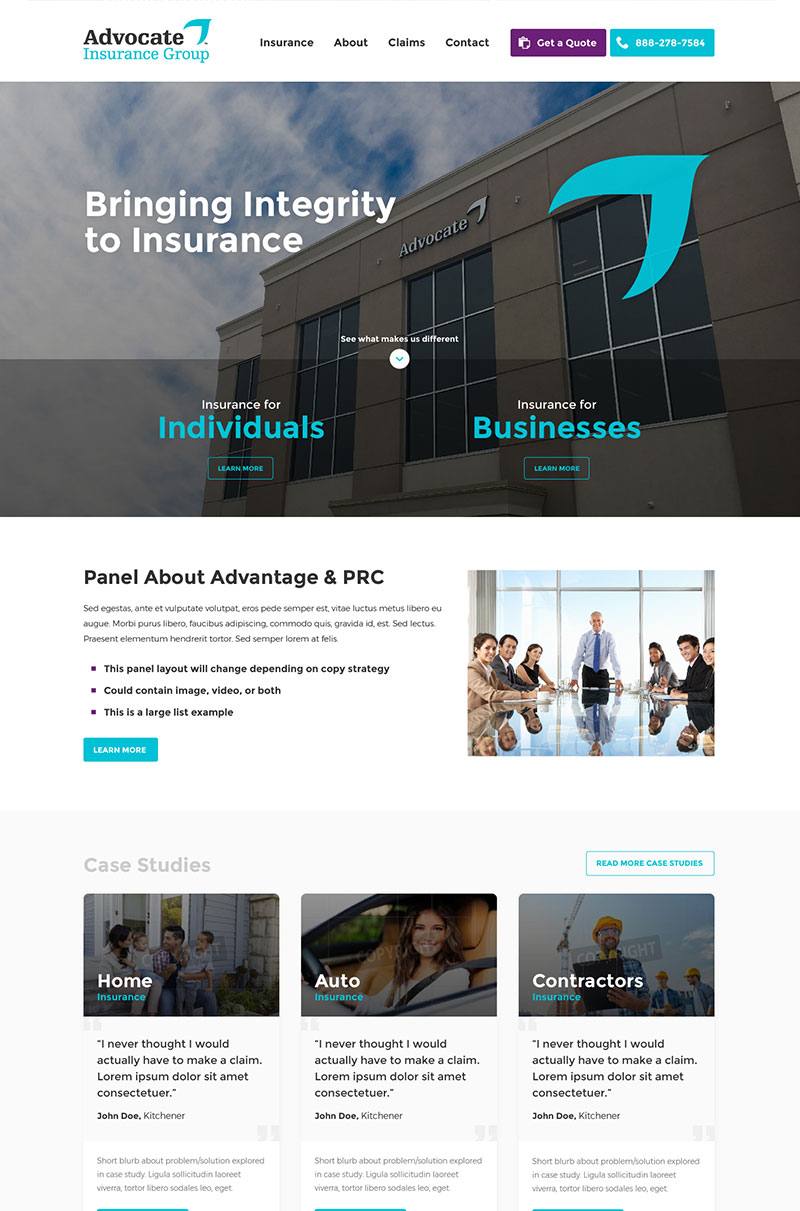 Advocate
Insurance Group
Insurance About Claims Contact Get a Quote 888-278-7584
Bringing Integrity
to Insurance
Advocate
See what makes us different
Insurance for
Individuals
LEARN MORE
Insurance for
Businesses
LEARN MORE
Panel About Advantage & PRC
Sed egestas, ante et vulputate volutpat, eros pede semper est, vitae luctus metus libero eu
augue. Morbi purus libero, faucibus adipiscing, commodo quis, gravida id, est. Sed lectus.
Praesent elementum hendrerit tortor. Sed semper lorem at felis.
This panel layout will change depending on copy strategy
Could contain image, video, or both
This is a large list example
LEARN MORE
Case Studies
READ MORE CASE STUDIES
Home
Insurance
“I never thought I would
actually have to make a claim.
Lorem ipsum dolor sit amet
consectetuer.”
John Doe, Kitchener
Short blurb about problem/solution explored
in case study. Ligula sollicitudin laoreet
viverra, tortor libero sodales leo, eget.
COPYRIGHT
Auto
Insurance
“I never thought I would
actually have to make a claim.
Lorem ipsum dolor sit amet
consectetuer.”
John Doe, Kitchener
Short blurb about problem/solution explored
in case study. Ligula sollicitudin laoreet
viverra, tortor libero sodales leo, eget.
Contractors
Insurance
“I never thought I would
actually have to make a claim.
Lorem ipsum dolor sit amet
consectetuer.”
John Doe, Kitchener
Short blurb about problem/solution explored
in case study. Ligula sollicitudin laoreet
viverra, tortor libero sodales leo, eget.